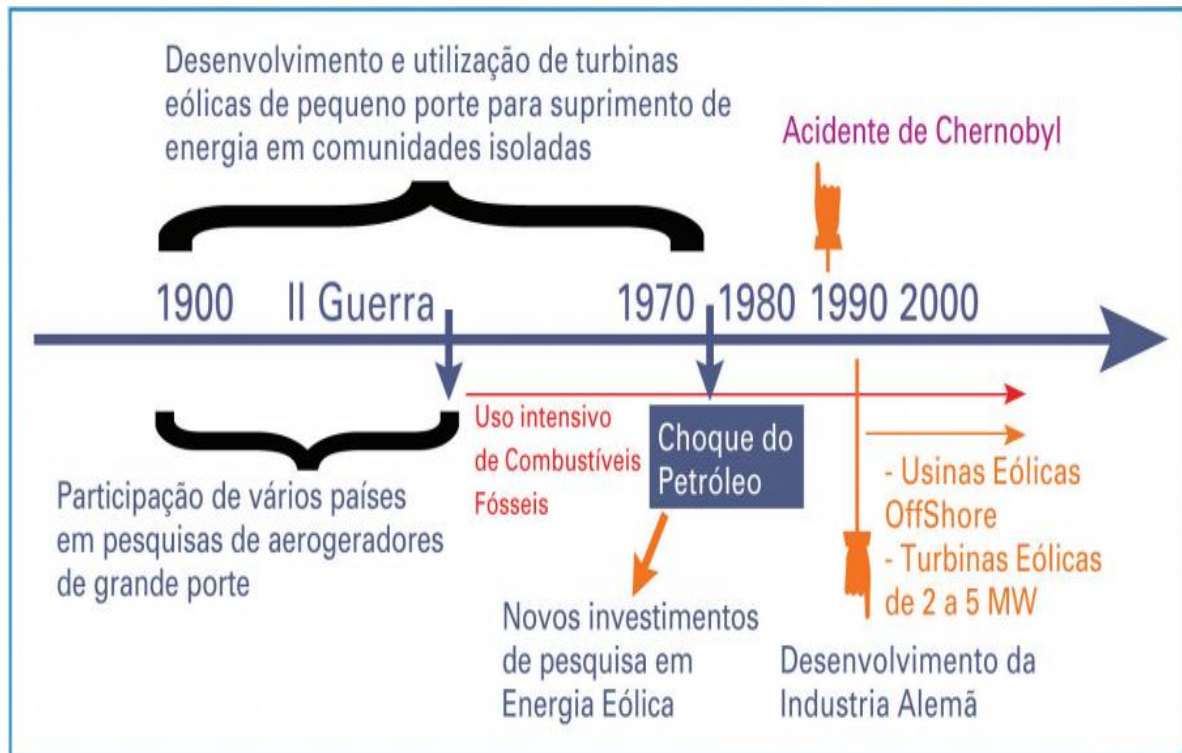 Desenvolvimento e utilização de turbinas
eólicas de pequeno porte para suprimento de
energia em comunidades isoladas
Acidente de Chernobyl
1900 II Guerra 1970 1980 1990 2000
Uso intensivo
de Combustíveis
Fósseis
Choque do
Petróleo
- Usinas Eólicas
OffShore
- Turbinas Eólicas
de 2 a 5 MW
Participação de vários países
em pesquisas de aerogeradores
de grande porte
Novos investimentos
de pesquisa em
Energia Eólica
Desenvolvimento da
Industria Alemã